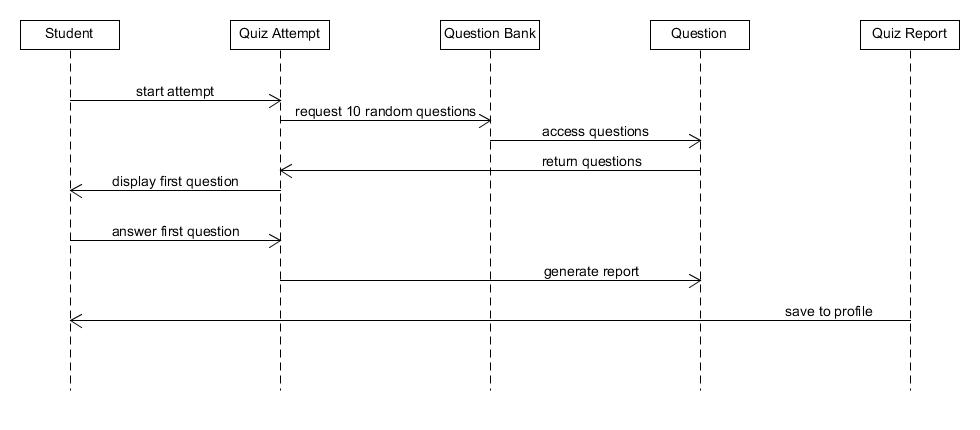 Student
Quiz Attempt
Question Bank
Question
Quiz Report
start attempt
request 10 random questions
access questions
return questions
display first question
answer first question
generate report
save to profile